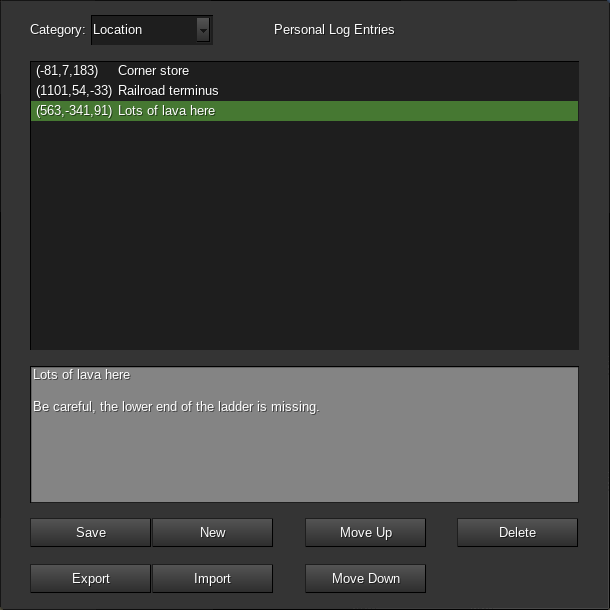 Category: Location Personal Log Entries
(-81,7,183) Corner store
(1101,54,-33) Railroad terminus
(563,-341,91) Lots of lava here
Lots of lava here
Be careful, the lower end of the ladder is missing.
Save New Move Up Delete
Export Import Move Down